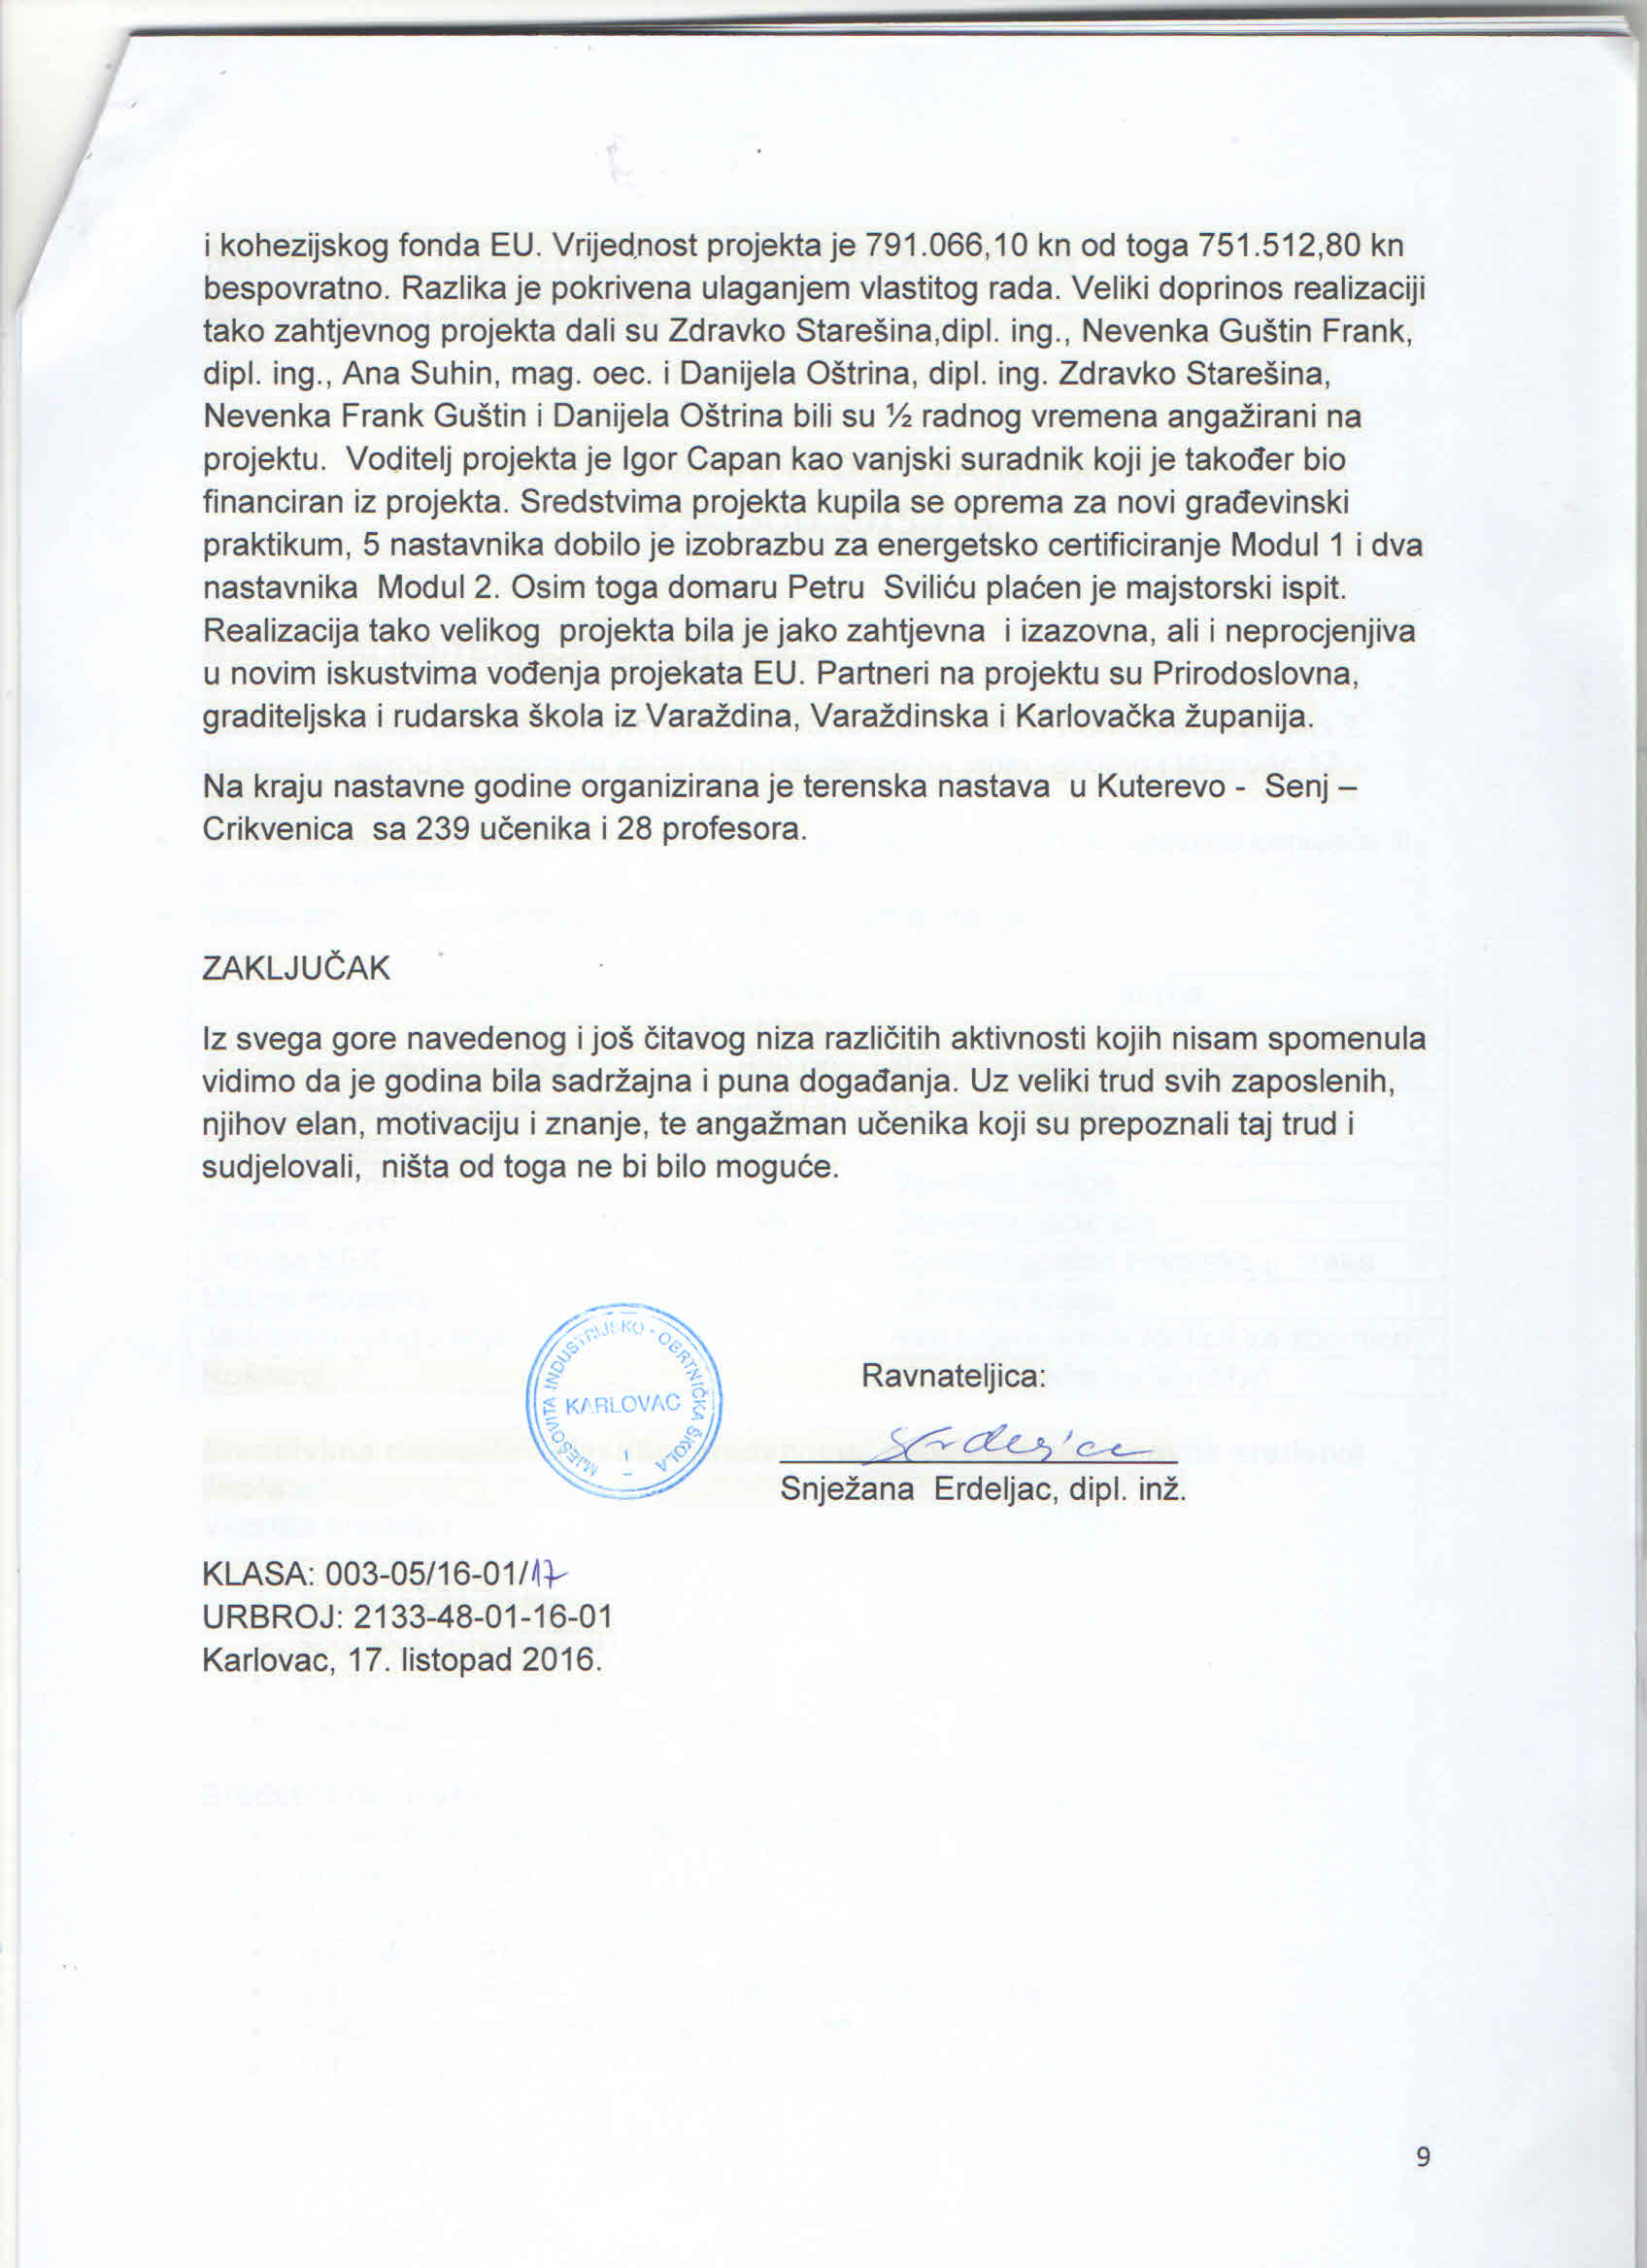 i kohezijskog fonda EU. Vrijednost projekta je 791.066,10 kn od toga 751.512,80 kn
bespovratno. Razlika je pokrivena ulaganjem vlastitog rada. Veliki doprinos realizaciji
tako zahtjevnog projekta dali su Zdravko Starešina,dipl. ing., Nevenka Guštin Frank,
dipl. ing., Ana Suhin, mag. oec. i Danijela Oštrina, dipl. ing. Zdravko Starešina,
Nevenka Frank Guštin i Danijela Oštrina bili su ½ radnog vremena angažirani na
projektu.  Voditelj projekta je Igor Capan kao vanjski suradnik koji je također bio
financiran iz projekta. Sredstvima projekta kupila se oprema za novi građevinski
praktikum, 5 nastavnika dobilo je izobrazbu za energetsko certificiranje Modul 1 i dva
nastavnika  Modul 2. Osim toga domaru Petru  Sviliću plaćen je majstorski ispit.
Realizacija tako velikog  projekta bila je jako zahtjevna  i izazovna, ali i neprocjenjiva
u novim iskustvima vođenja projekata EU. Partneri na projektu su Prirodoslovna,
graditeljska i rudarska škola iz Varaždina, Varaždinska i Karlovačka županija.
Na kraju nastavne godine organizirana je terenska nastava  u Kuterevo -  Senj –
Crikvenica  sa 239 učenika i 28 profesora.
ZAKLJUČAK
Iz svega gore navedenog i još čitavog niza različitih aktivnosti kojih nisam spomenula
vidimo da je godina bila sadržajna i puna događanja. Uz veliki trud svih zaposlenih,
njihov elan, motivaciju i znanje, te angažman učenika koji su prepoznali taj trud i
sudjelovali,  ništa od toga ne bi bilo moguće.
MJEŠOVITA INDUSTRIJSKO - OBRTNIČKA ŠKOLA
KARLOVAC
1
Ravnateljica:
Snježana  Erdeljac, dipl. inž.
KLASA: 003-05/16-01/17
URBROJ: 2133-48-01-16-01
Karlovac, 17. listopad 2016.
9